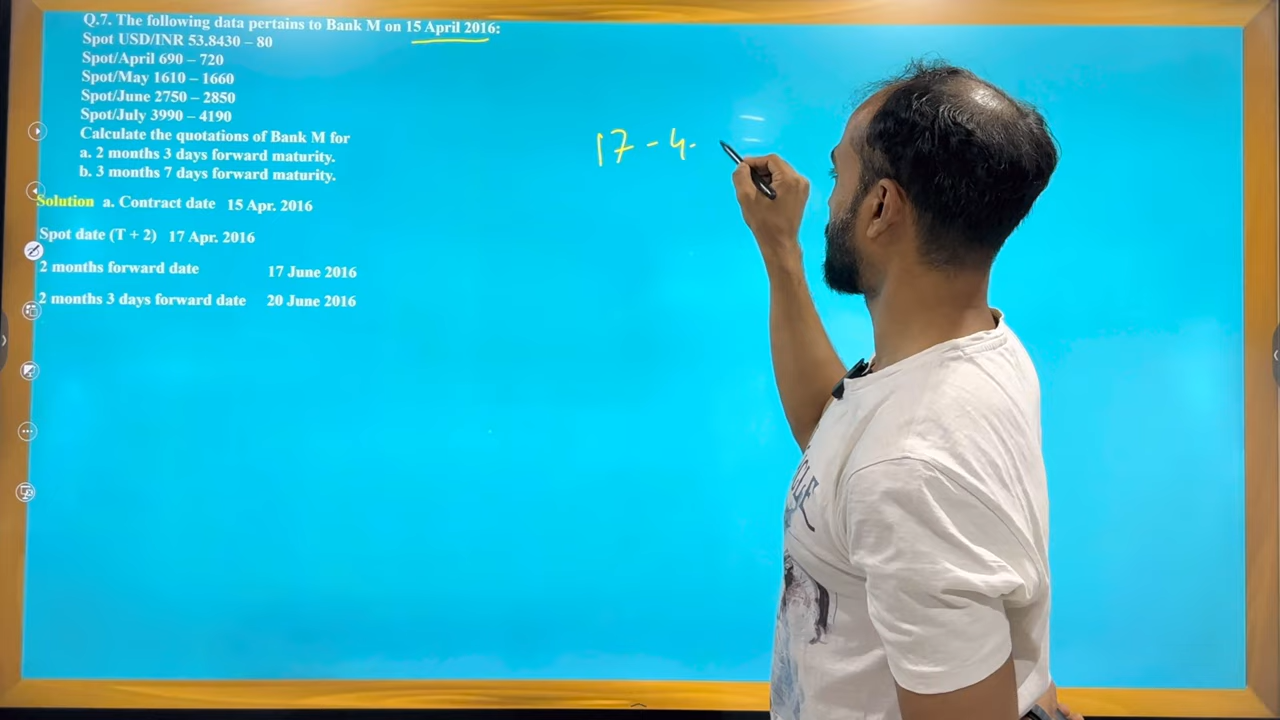 Q.7. The following data pertains to Bank M on 15 April 2016:
Spot USD/INR 53.8430 – 80
Spot/April 690 – 720
Spot/May 1610 – 1660
Spot/June 2750 – 2850
Spot/July 3990 – 4190
Calculate the quotations of Bank M for
a. 2 months 3 days forward maturity.
b. 3 months 7 days forward maturity.
Solution a. Contract date 15 Apr. 2016
Spot date (T + 2) 17 Apr. 2016
2 months forward date 17 June 2016
2 months 3 days forward date 20 June 2016
17 - 4.